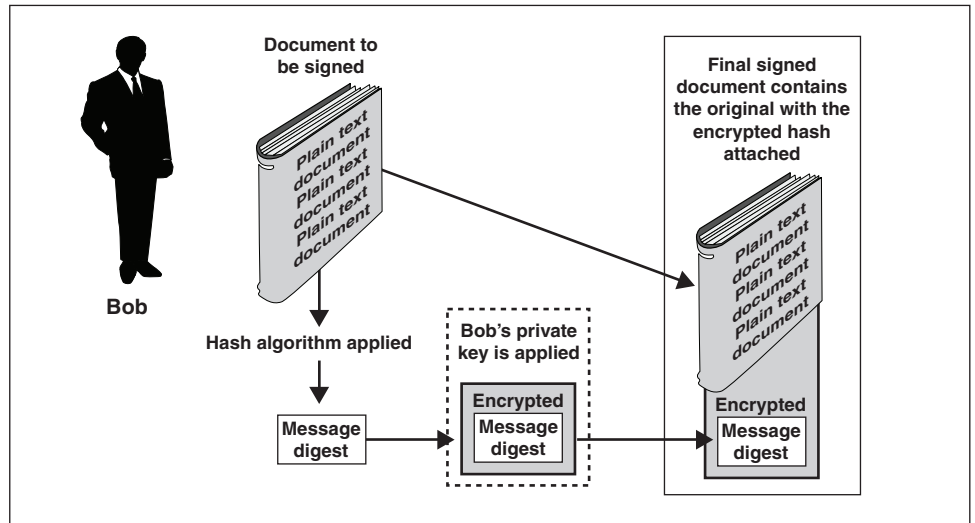 Document to
be signed
Plain text
document
Plain text
document
Plain text
document
Bob
Hash algorithm applied
Message
digest
Bob's private
key is applied
Encrypted
Message
digest
Final signed
document contains
the original with the
encrypted hash
attached
Plain text
document
Plain text
document
Plain text
document
Encrypted
Message
digest